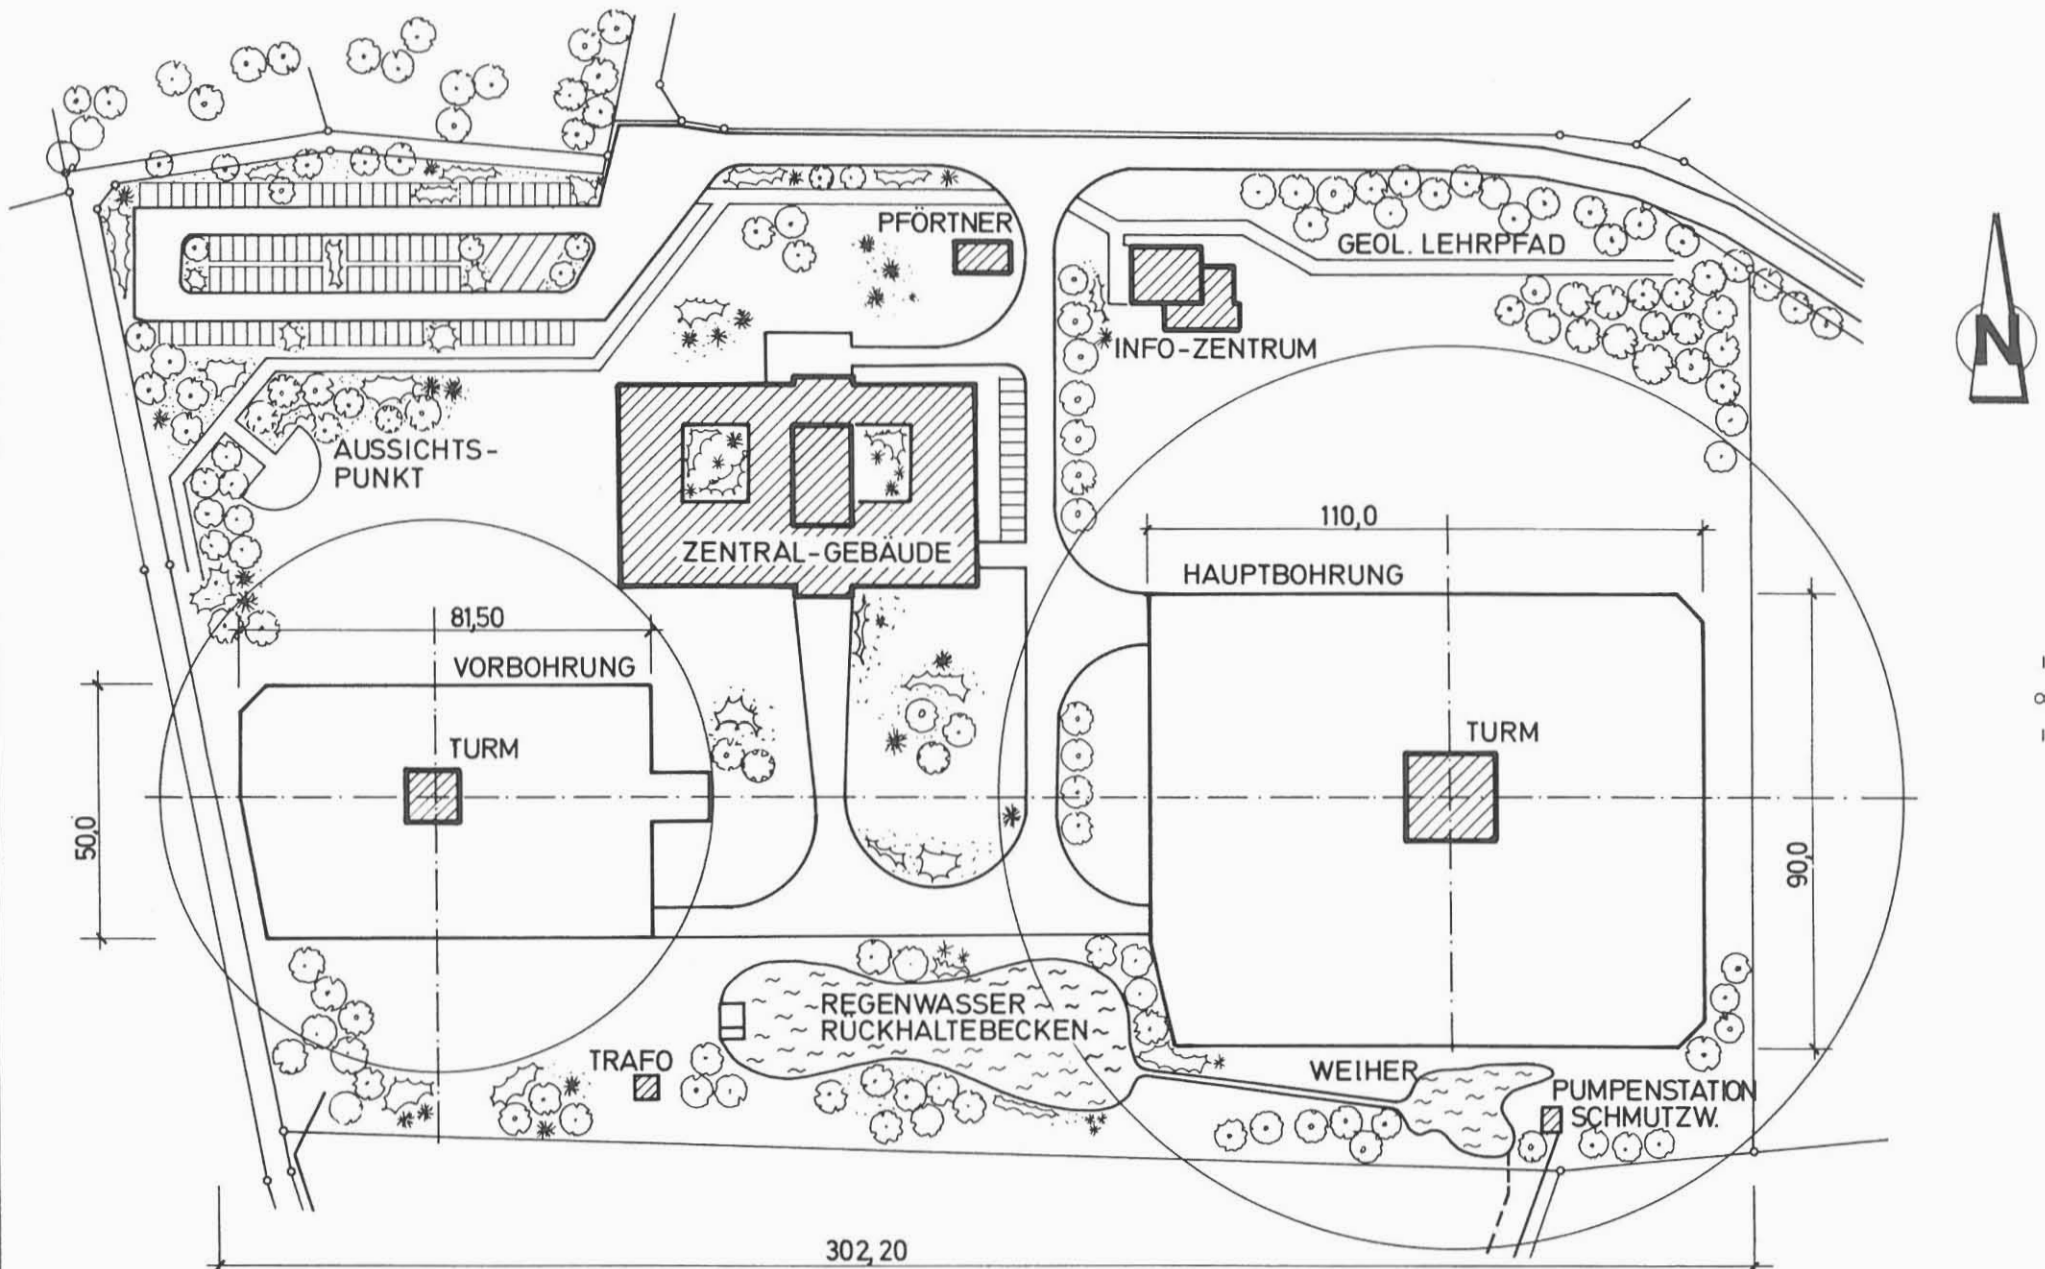 PFÖRTNER
GEOL. LEHRPFAD
N
INFO-ZENTRUM
AUSSICHTS-
PUNKT
110,0
ZENTRAL-GEBÄUDE
HAUPTBOHRUNG
81,50
VORBOHRUNG
TURM
TURM
50,0
90,0
REGENWASSER
RÜCKHALTEBECKEN
TRAFO
WEIHER
PUMPENSTATION
SCHMUTZW.
302,20